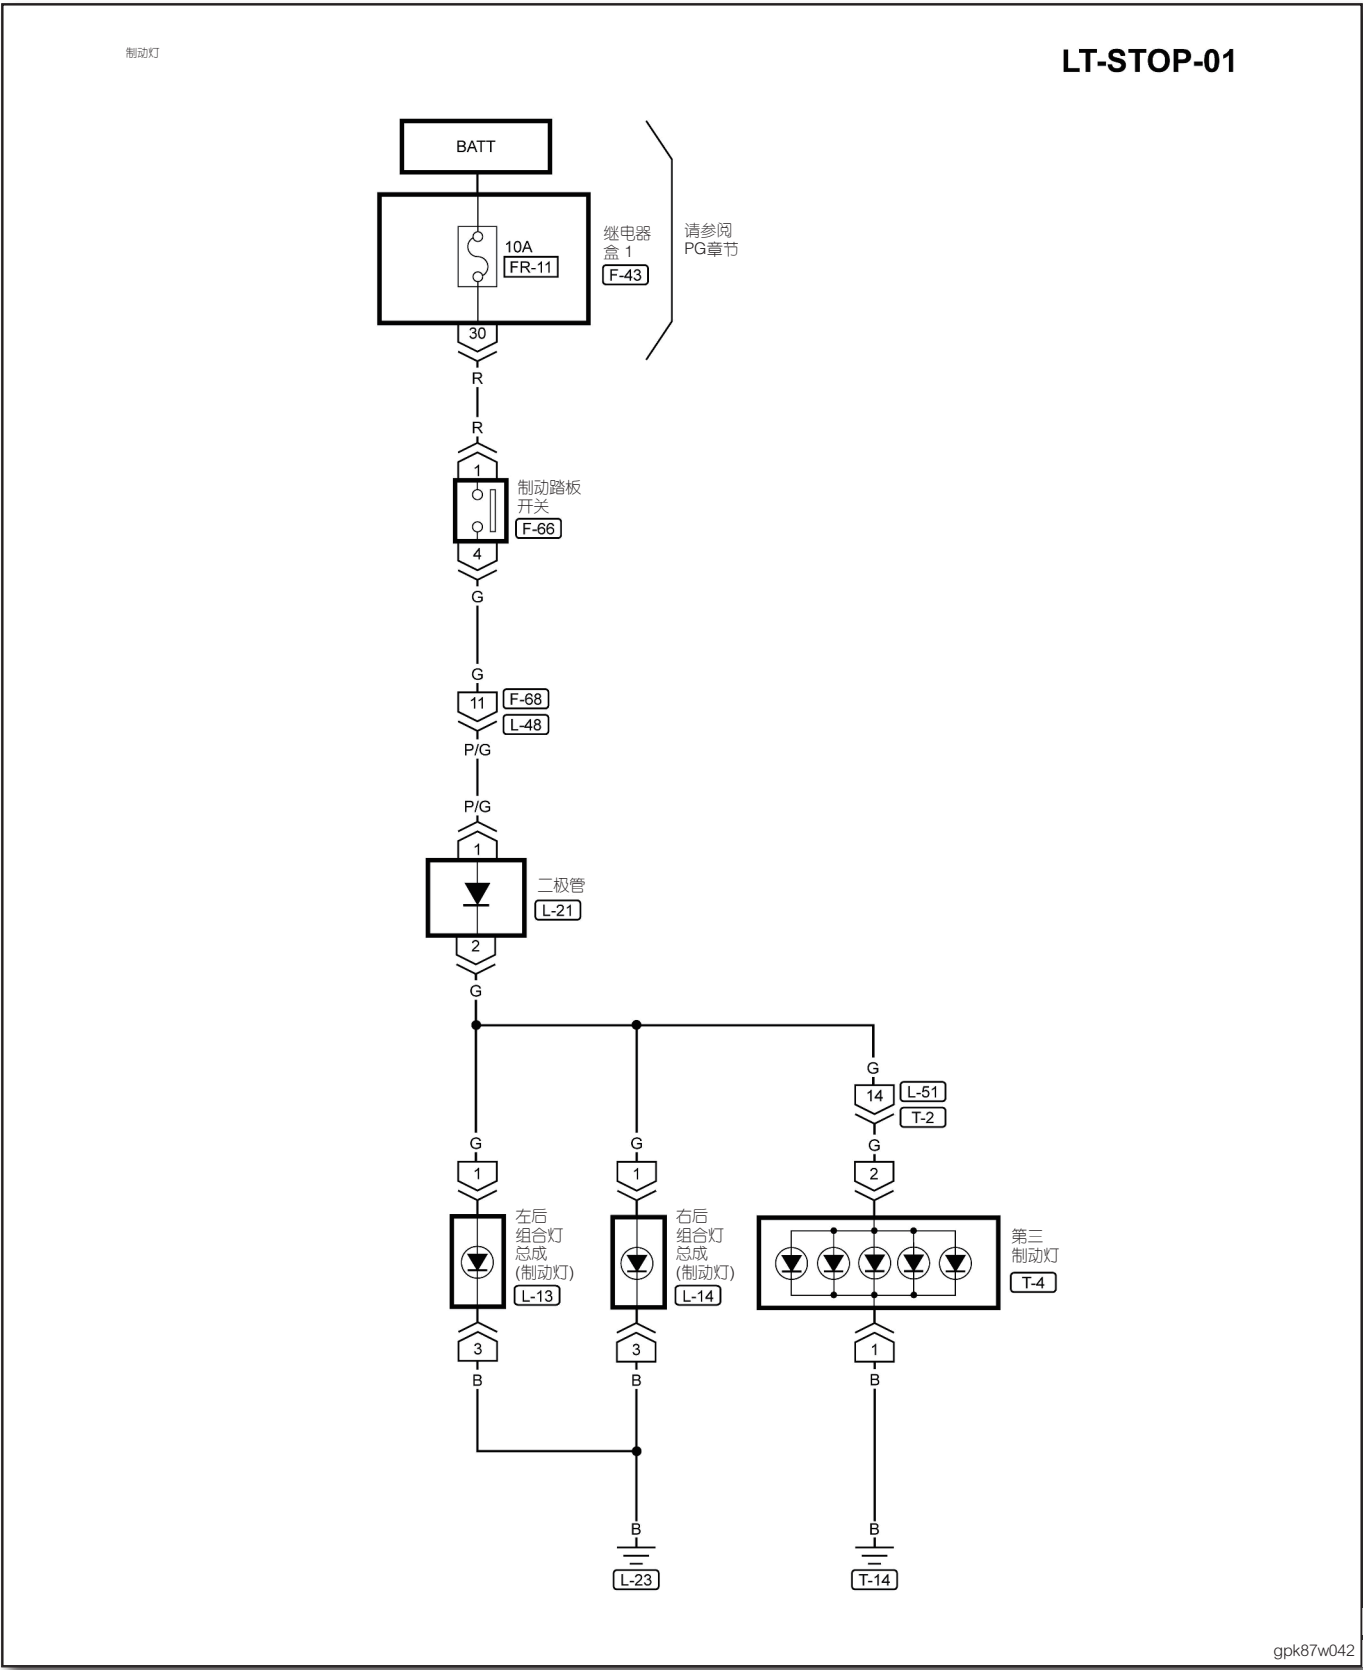 制动灯
LT-STOP-01
BATT
10A
FR-11
继电器
盒 1
F-43
请参阅
PG章节
30
R
R
1
制动踏板
开关
F-66
4
G
G
11
F-68
L-48
P/G
P/G
1
二极管
L-21
2
G
G
14
L-51
T-2
G
G
G
1
1
2
左后
组合灯
总成
(制动灯)
L-13
右后
组合灯
总成
(制动灯)
L-14
第三
制动灯
T-4
3
3
1
B
B
B
B
B
L-23
T-14
gpk87w042